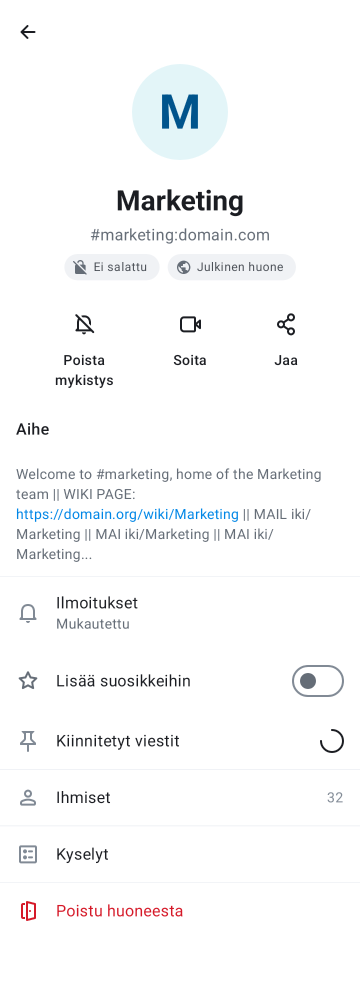 M
Marketing
#marketing:domain.com
Ei salattu
Julkinen huone
Poista
mykistys
Soita
Jaa
Aihe
Welcome to #marketing, home of the Marketing
team || WIKI PAGE:
https://domain.org/wiki/Marketing || MAIL iki/
Marketing || MAI iki/Marketing || MAI iki/
Marketing...
Ilmoitukset
Mukautettu
Lisää suosikkeihin
Kiinnitetyt viestit
Ihmiset 32
Kyselyt
Poistu huoneesta